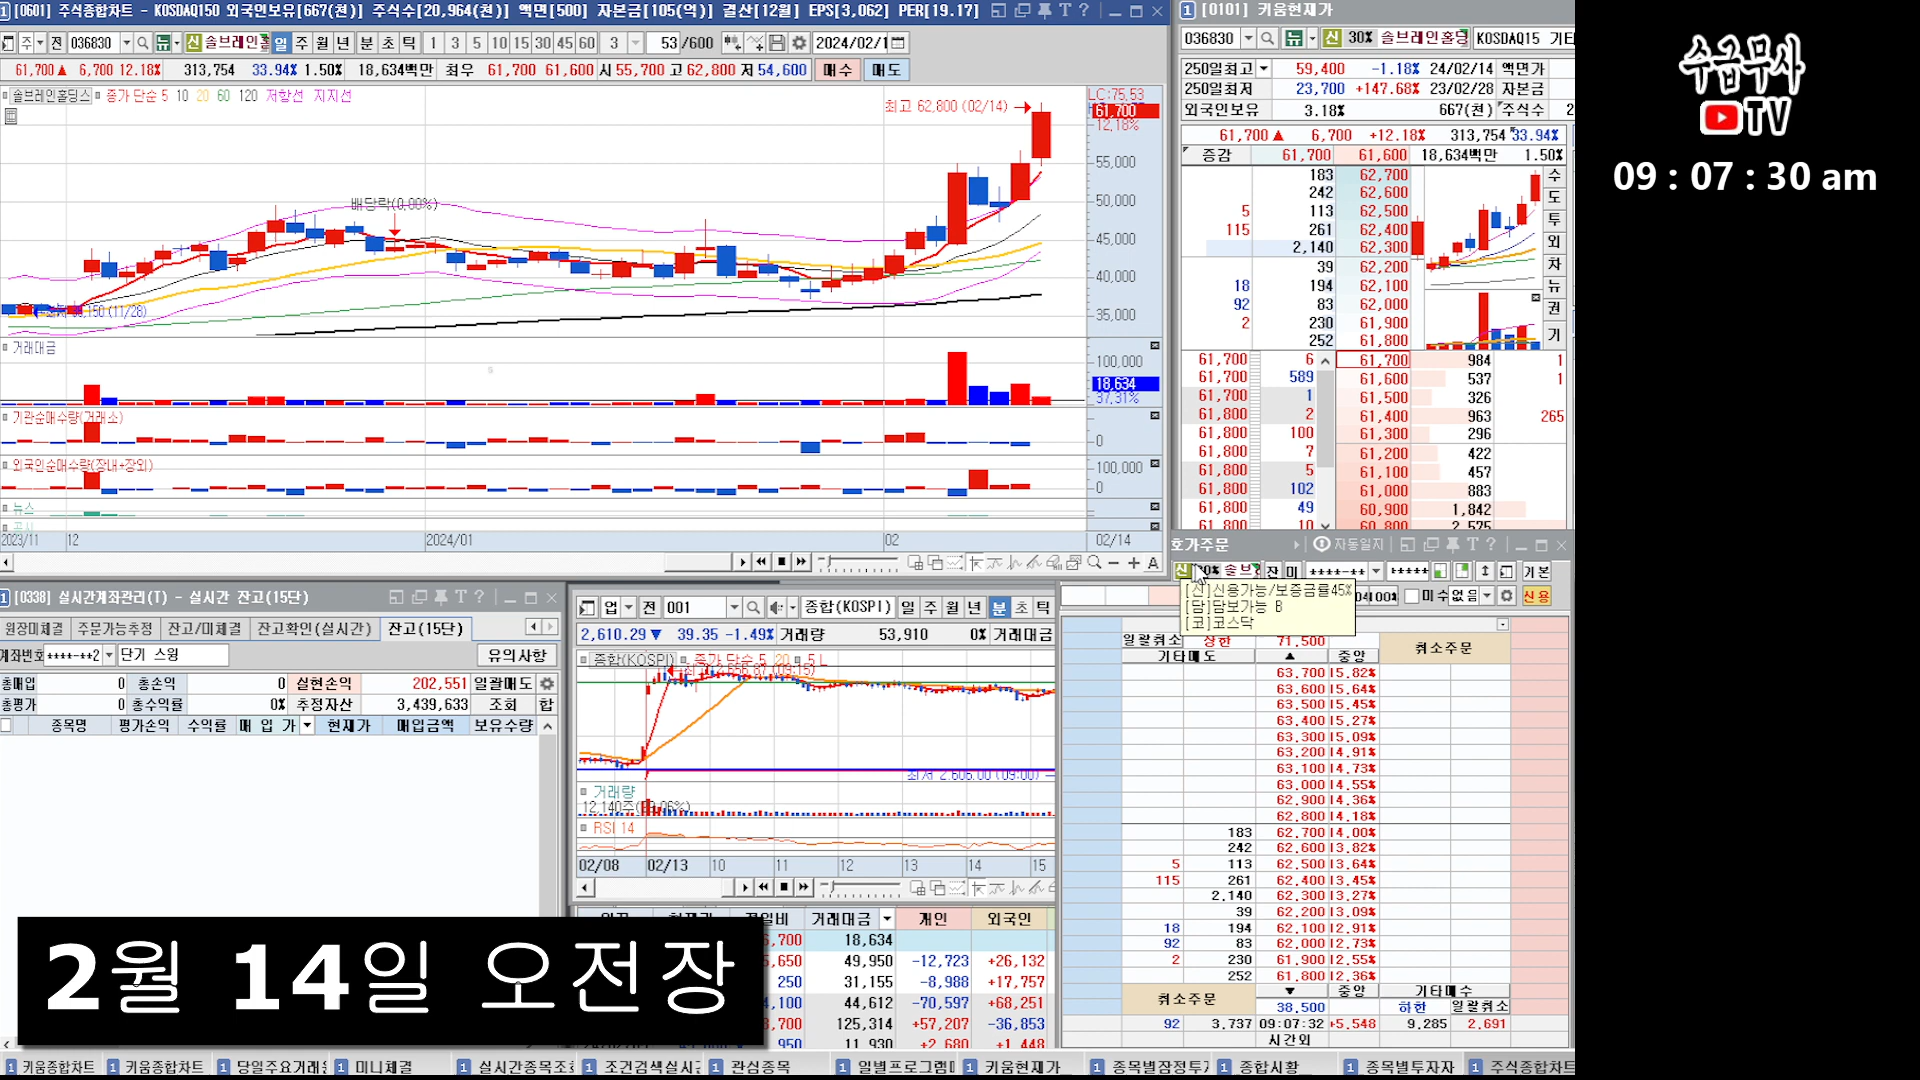 [0601] 주식종합차트 - KOSDAQ150 외국인보유[667(천)] 주식수[20,964(천)] 액면[500] 자본금[105(억)] 결산[12월] EPS[3,062] PER[19.17]
주 전 036830 뉴 신 솔브레인홀 일 주 월 년 분 초 틱 1 3 5 10 15 30 45 60 3 53 /600 2024/02/1
61,700 ▲ 6,700 12.18% 313,754 33.94% 1.50% 18,634백만 최우 61,700 61,600 시 55,700 고 62,800 저 54,600 매수 매도
솔브레인홀딩스 종가 단순 5 10 20 60 120 저항선 지지선
최고 62,800 (02/14)
LC:75.53
61,700
12.18%
55,000
50,000
45,000
40,000
35,000
배당락(0.00%)
거래대금
100,000
18,634
37.31%
기관순매수량(거래소)
0
외국인순매수량(장내+장외)
100,000
0
뉴스
공시
2023/11 12 2024/01 02 02/14
[0101] 키움현재가
036830 뉴 신 30% 솔브레인홀딩 KOSDAQ15 기타
250일최고 59,400 -1.18% 24/02/14 액면가
250일최저 23,700 +147.68% 23/02/28 자본금
외국인보유 3.18% 667(천) 주식수 2
61,700 ▲ 6,700 +12.18% 313,754 33.94%
증감 61,700 61,600 18,634백만 1.50%
183 62,700 수
242 62,600 도
5 113 62,500 투
115 261 62,400 외
2,140 62,300
39 62,200 차
18 194 62,100 뉴
92 83 62,000 권
2 230 61,900
252 61,800 기
61,700 6 61,700 984 1
61,700 589 61,600 537 1
61,700 1 61,500 326
61,800 2 61,400 963 265
61,800 100 61,300 296
61,800 7 61,200 422
61,800 5 61,100 457
61,800 102 61,000 883
61,800 49 60,900 1,842
61,800 10 60,800 2,525
호가주문 자동일지
신 30% 솔브 잔 미 ****-** ***** 기본
[신]신용가능/보증금률45%
[담]담보가능 B
[코]코스닥
100% 미수 없음 신용
일괄취소 상한 71,500 취소주문
기타매도 ▲ 중앙
63,700 15.82%
63,600 15.64%
63,500 15.45%
63,400 15.27%
63,300 15.09%
63,200 14.91%
63,100 14.73%
63,000 14.55%
62,900 14.36%
62,800 14.18%
183 62,700 14.00%
242 62,600 13.82%
5 113 62,500 13.64%
115 261 62,400 13.45%
2,140 62,300 13.27%
39 62,200 13.09%
18 194 62,100 12.91%
92 83 62,000 12.73%
2 230 61,900 12.55%
252 61,800 12.36%
취소주문 ▼ 중앙 기타매수
38,500 하한 일괄취소
92 3,737 09:07:32 +5,548 9,285 2,691
시간외
[0338] 실시간계좌관리(T) - 실시간 잔고(15단)
원장미체결 주문가능추정 잔고/미체결 잔고확인(실시간) 잔고(15단)
계좌번호 ****-**2 단기 스윙 유의사항
총매입 0 총손익 0 실현손익 202,551 일괄매도
총평가 0 총수익률 0% 추정자산 3,439,633 조회 합
종목명 평가손익 수익률 매 입 가 현재가 매입금액 보유수량
업 전 001 종합(KOSPI) 일 주 월 년 분 초 틱
2,610.29 ▼ 39.35 -1.49% 거래량 53,910 0% 거래대금
종합(KOSPI) 종가 단순 5 20
최저 2,606.00 (09:00)
거래량
RSI 14
02/08 02/13 10 11 12 13 14 15
거래대금 개인 외국인
18,634
49,950 -12,723 +26,132
250 31,155 -8,988 +17,757
44,612 -70,597 +68,251
125,314 +57,207 -36,853
950 11,930 +2,680 +1,448
2월 14일 오전장
키움종합차트 키움종합차트 당일주요거래원 미니체결 실시간종목조회 조건검색실시간 관심종목 일별프로그램 키움현재가 종목별잠정투자 종합시황 종목별투자자 주식종합차트
수급무사
TV
09 : 07 : 30 am